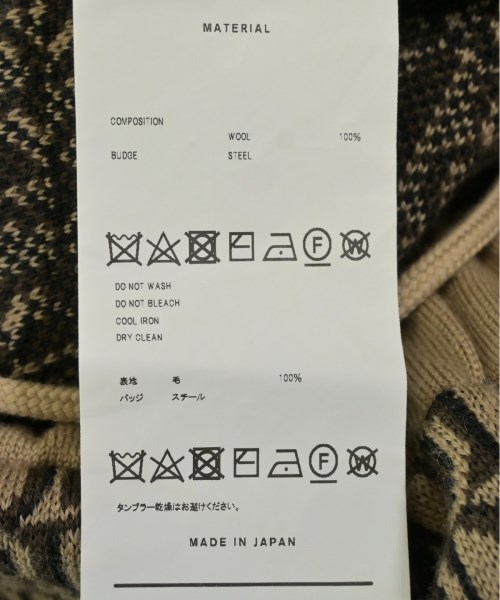 MATERIAL
COMPOSITION
WOOL 100%
BUDGE STEEL
F W
DO NOT WASH
DO NOT BLEACH
COOL IRON
DRY CLEAN
表地 毛 100%
バッジ スチール
F W
タンブラー乾燥はお避けください。
MADE IN JAPAN